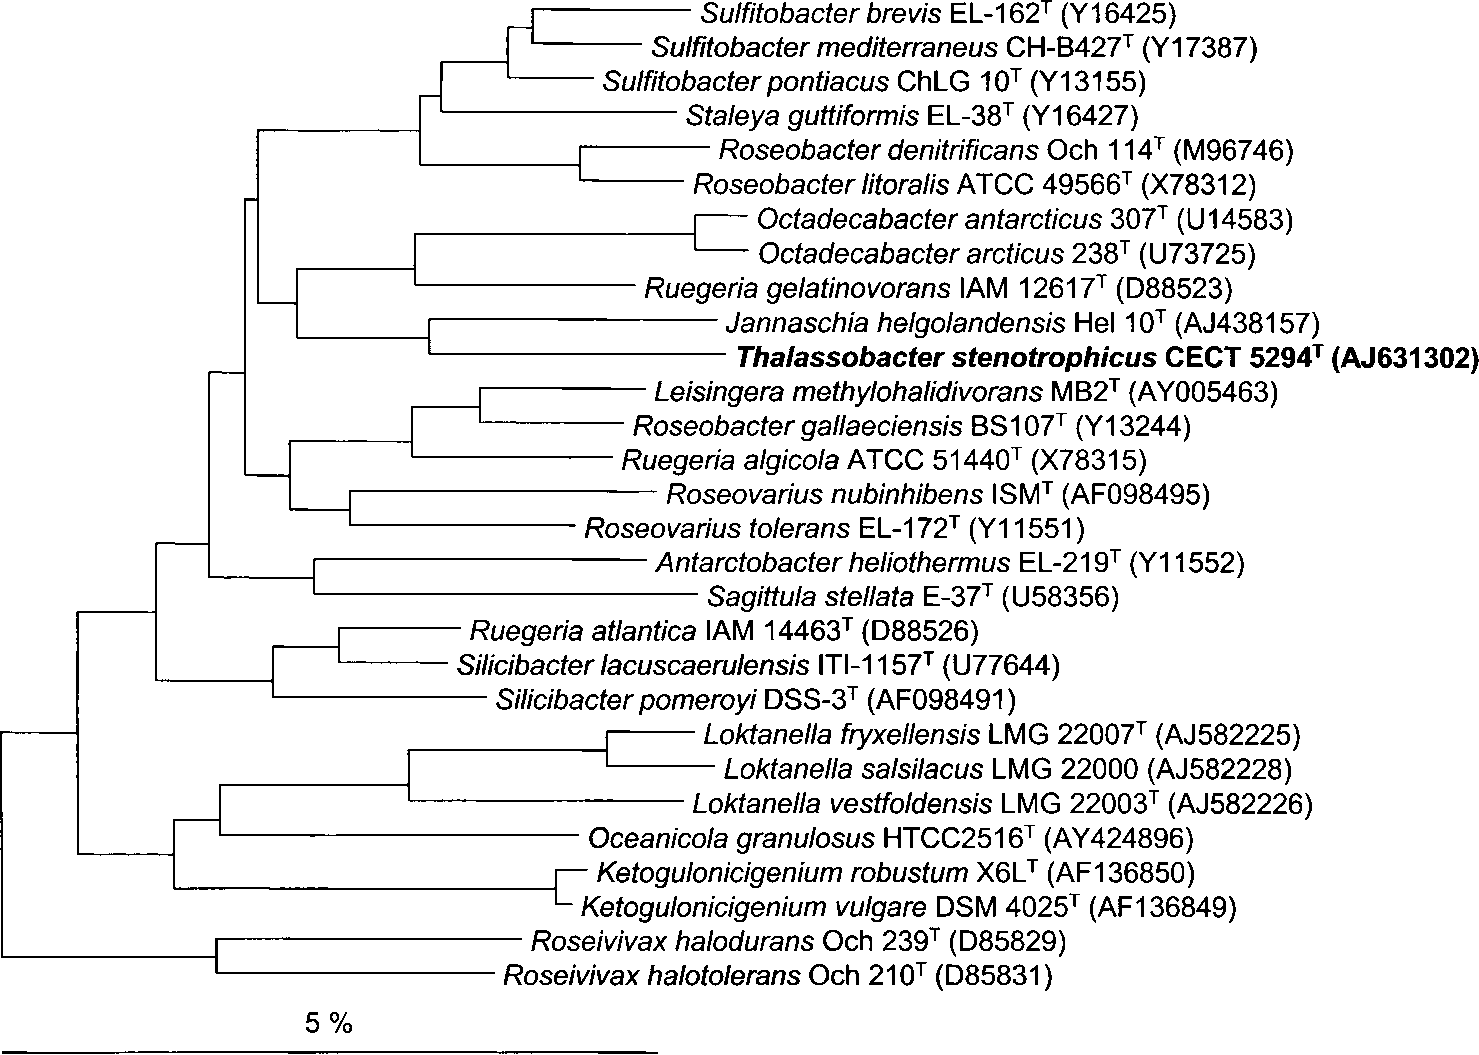 Sulfitobacter brevis EL-162ᵀ (Y16425)
Sulfitobacter mediterraneus CH-B427ᵀ (Y17387)
Sulfitobacter pontiacus ChLG 10ᵀ (Y13155)
Staleya guttiformis EL-38ᵀ (Y16427)
Roseobacter denitrificans Och 114ᵀ (M96746)
Roseobacter litoralis ATCC 49566ᵀ (X78312)
Octadecabacter antarcticus 307ᵀ (U14583)
Octadecabacter arcticus 238ᵀ (U73725)
Ruegeria gelatinovorans IAM 12617ᵀ (D88523)
Jannaschia helgolandensis Hel 10ᵀ (AJ438157)
Thalassobacter stenotrophicus CECT 5294ᵀ (AJ631302)
Leisingera methylohalidivorans MB2ᵀ (AY005463)
Roseobacter gallaeciensis BS107ᵀ (Y13244)
Ruegeria algicola ATCC 51440ᵀ (X78315)
Roseovarius nubinhibens ISMᵀ (AF098495)
Roseovarius tolerans EL-172ᵀ (Y11551)
Antarctobacter heliothermus EL-219ᵀ (Y11552)
Sagittula stellata E-37ᵀ (U58356)
Ruegeria atlantica IAM 14463ᵀ (D88526)
Silicibacter lacuscaerulensis ITI-1157ᵀ (U77644)
Silicibacter pomeroyi DSS-3ᵀ (AF098491)
Loktanella fryxellensis LMG 22007ᵀ (AJ582225)
Loktanella salsilacus LMG 22000 (AJ582228)
Loktanella vestfoldensis LMG 22003ᵀ (AJ582226)
Oceanicola granulosus HTCC2516ᵀ (AY424896)
Ketogulonicigenium robustum X6Lᵀ (AF136850)
Ketogulonicigenium vulgare DSM 4025ᵀ (AF136849)
Roseivivax halodurans Och 239ᵀ (D85829)
Roseivivax halotolerans Och 210ᵀ (D85831)
5 %